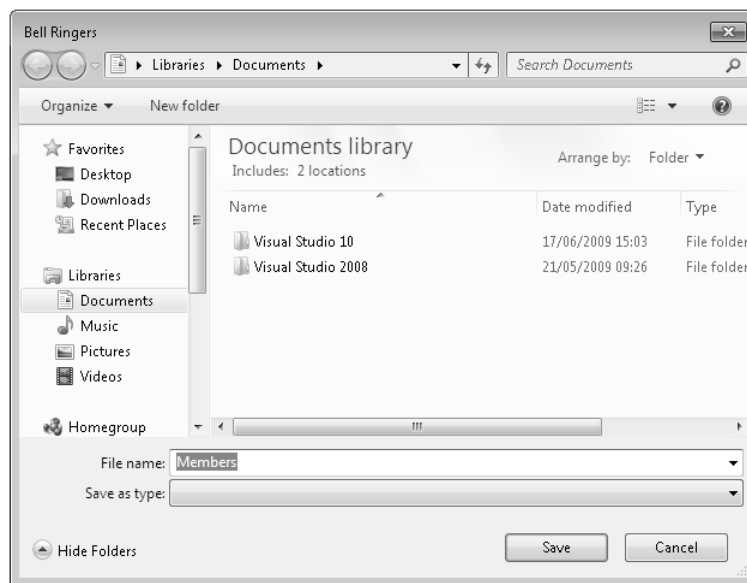 Bell Ringers
Libraries Documents
Search Documents
Organize New folder
Favorites
Desktop
Downloads
Recent Places
Libraries
Documents
Music
Pictures
Videos
Homegroup
Documents library
Includes: 2 locations
Arrange by: Folder
Name Date modified Type
Visual Studio 10 17/06/2009 15:03 File folder
Visual Studio 2008 21/05/2009 09:26 File folder
File name: Members
Save as type:
Hide Folders
Save
Cancel